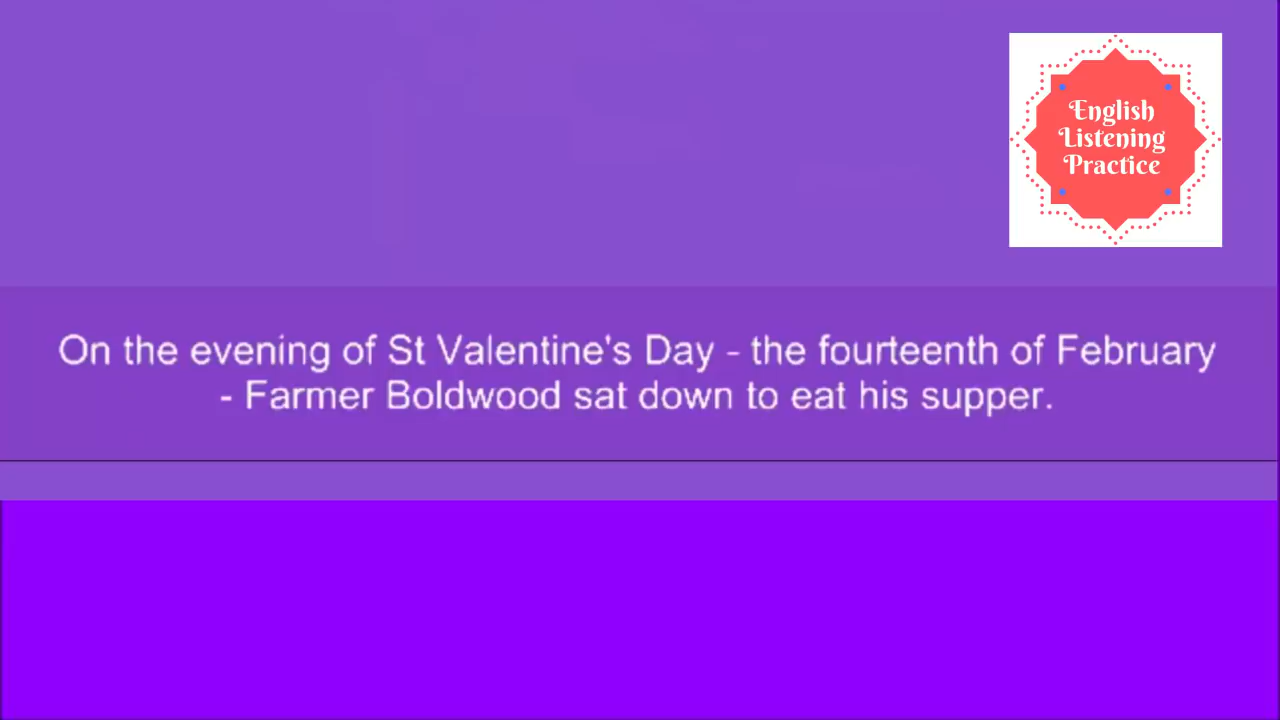 English
Listening
Practice
On the evening of St Valentine's Day - the fourteenth of February
- Farmer Boldwood sat down to eat his supper.